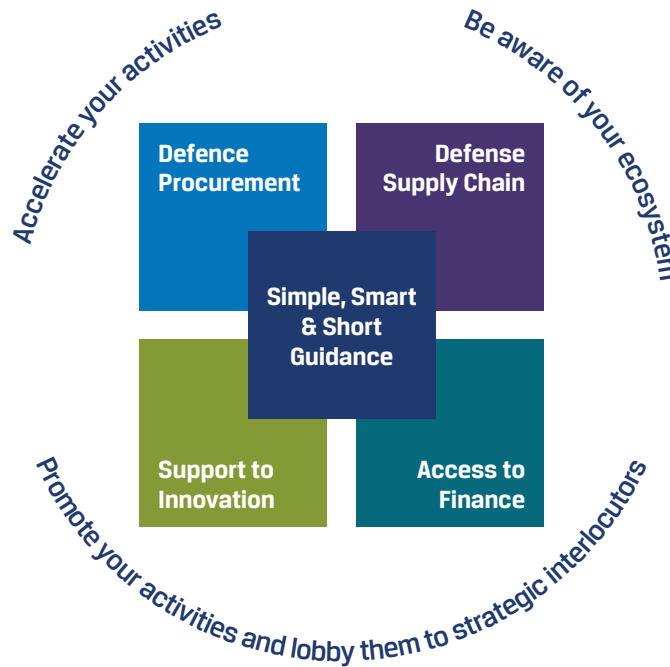 Accelerate your activities
Be aware of your ecosystem
Defence
Procurement
Defense
Supply Chain
Simple, Smart
& Short
Guidance
Support to
Innovation
Access to
Finance
Promote your activities and lobby them to strategic interlocutors